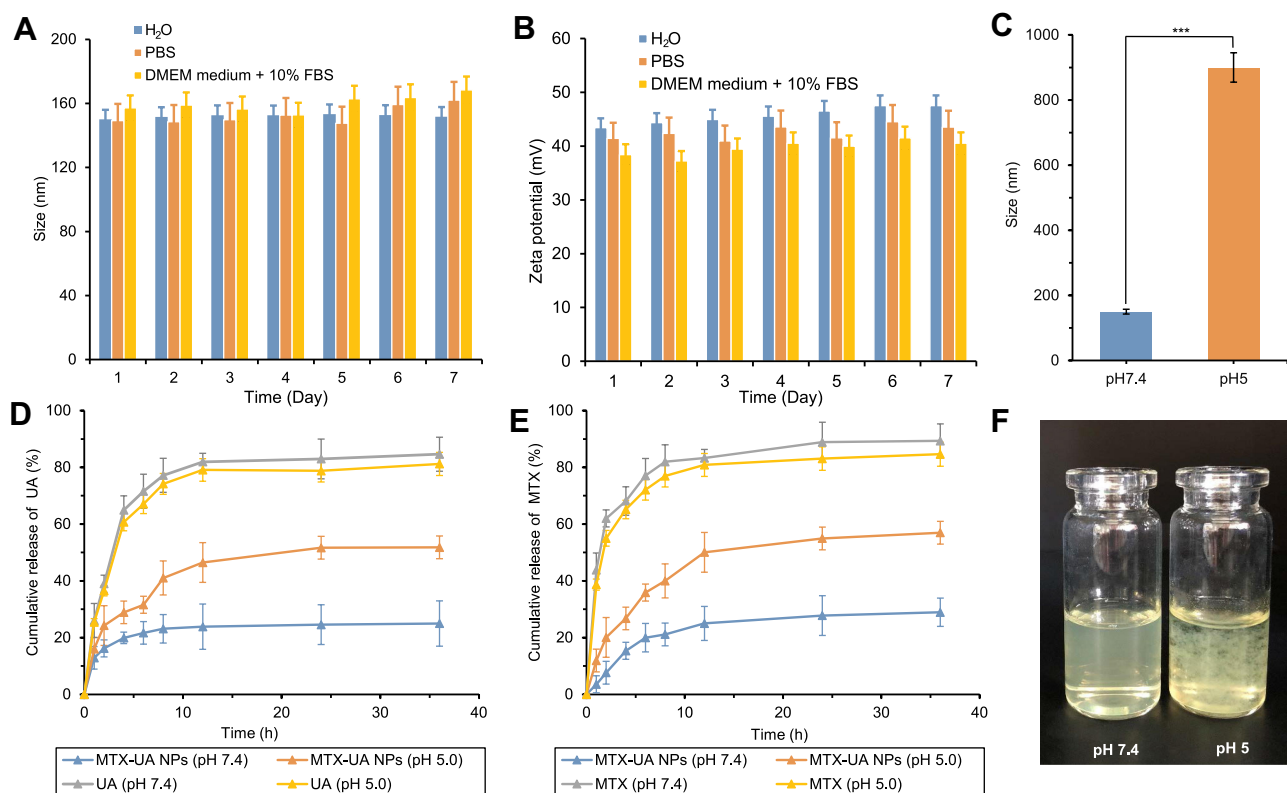 A
H₂O
PBS
DMEM medium + 10% FBS
200
160
120
80
40
0
Size (nm)
1 2 3 4 5 6 7
Time (Day)
B
H₂O
PBS
DMEM medium + 10% FBS
60
50
40
30
20
10
0
Zeta potential (mV)
1 2 3 4 5 6 7
Time (Day)
C
***
1000
800
600
400
200
0
Size (nm)
pH7.4 pH5
D
100
80
60
40
20
0
Cumulative release of UA (%)
0 10 20 30 40
Time (h)
MTX-UA NPs (pH 7.4) MTX-UA NPs (pH 5.0)
UA (pH 7.4) UA (pH 5.0)
E
100
80
60
40
20
0
Cumulative release of MTX (%)
0 10 20 30 40
Time (h)
MTX-UA NPs (pH 7.4) MTX-UA NPs (pH 5.0)
MTX (pH 7.4) MTX (pH 5.0)
F
pH 7.4 pH 5